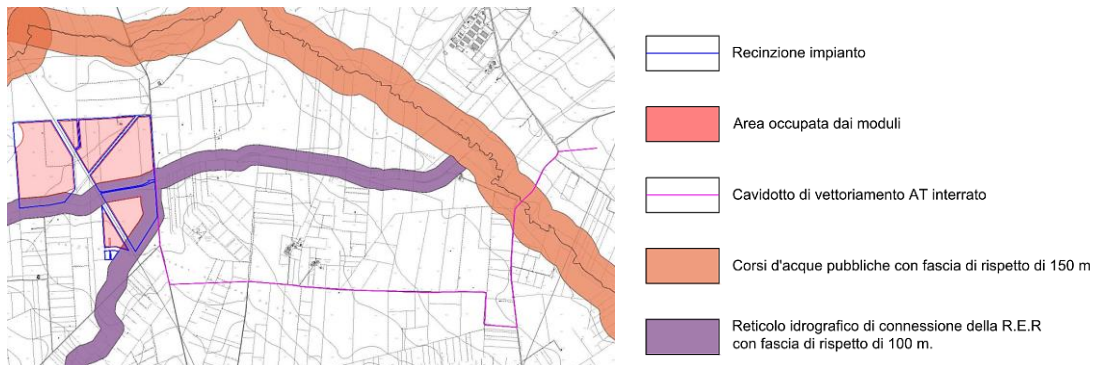 Recinzione impianto
Area occupata dai moduli
Cavidotto di vettoriamento AT interrato
Corsi d'acque pubbliche con fascia di rispetto di 150 m
Reticolo idrografico di connessione della R.E.R
con fascia di rispetto di 100 m.